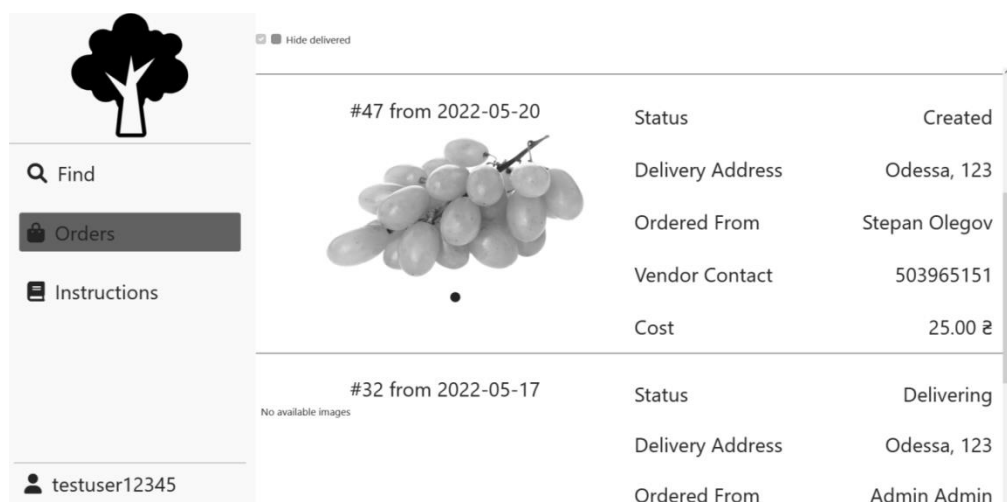 Hide delivered
Find
Orders
Instructions
testuser12345
#47 from 2022-05-20
Status Created
Delivery Address Odessa, 123
Ordered From Stepan Olegov
Vendor Contact 503965151
Cost 25.00 ₴
#32 from 2022-05-17
No available images
Status Delivering
Delivery Address Odessa, 123
Ordered From Admin Admin